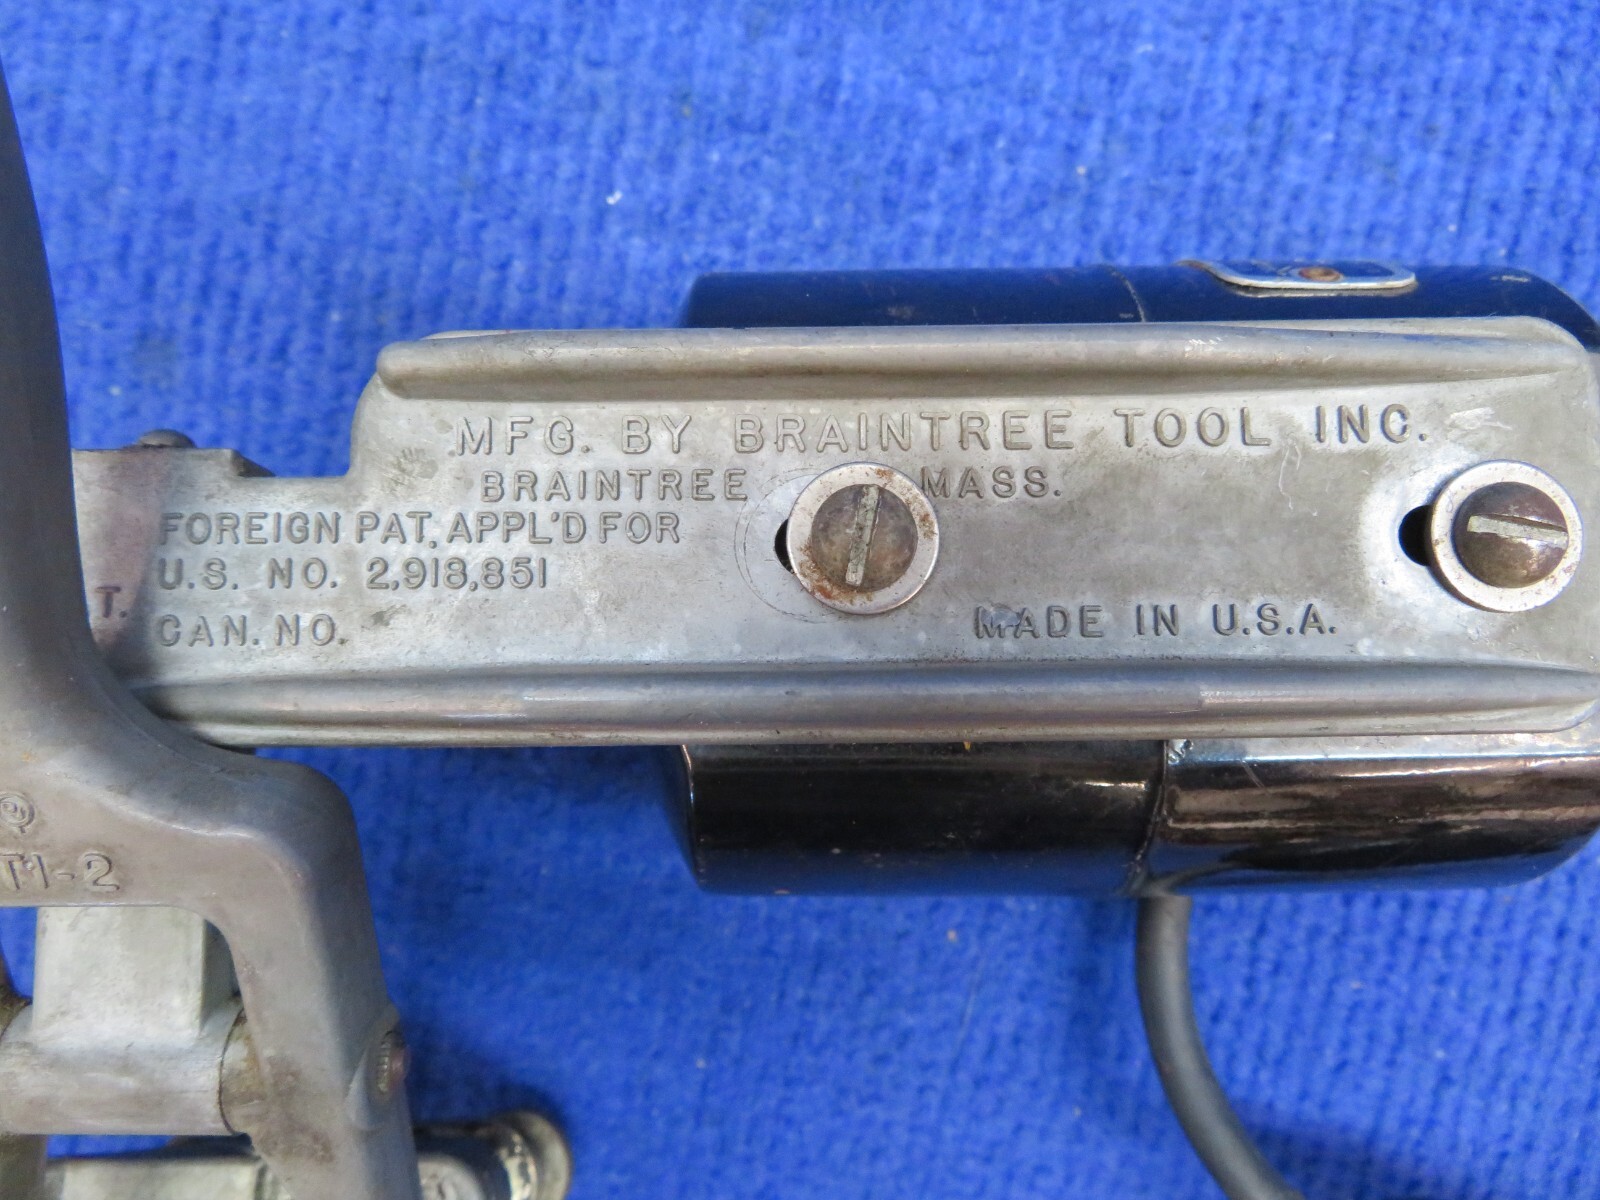 MFG. BY BRAINTREE TOOL INC.
BRAINTREE MASS.
FOREIGN PAT. APPL'D FOR
T. U.S. NO. 2,918,851
CAN. NO.
MADE IN U.S.A.
T1-2